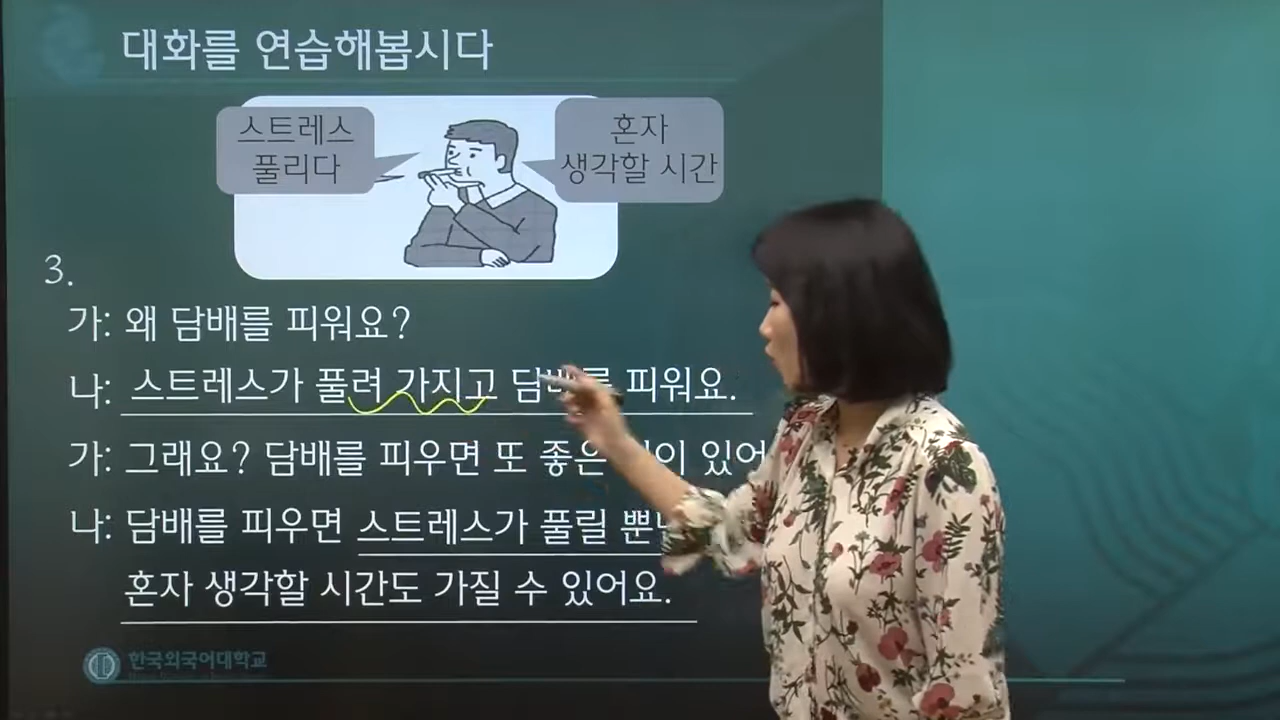 대화를 연습해봅시다
스트레스
풀리다
혼자
생각할 시간
3.
가: 왜 담배를 피워요?
나: 스트레스가 풀려 가지고 담배를 피워요.
가: 그래요? 담배를 피우면 또 좋은 이 있어
나: 담배를 피우면 스트레스가 풀릴 뿐
혼자 생각할 시간도 가질 수 있어요.
한국외국어대학교